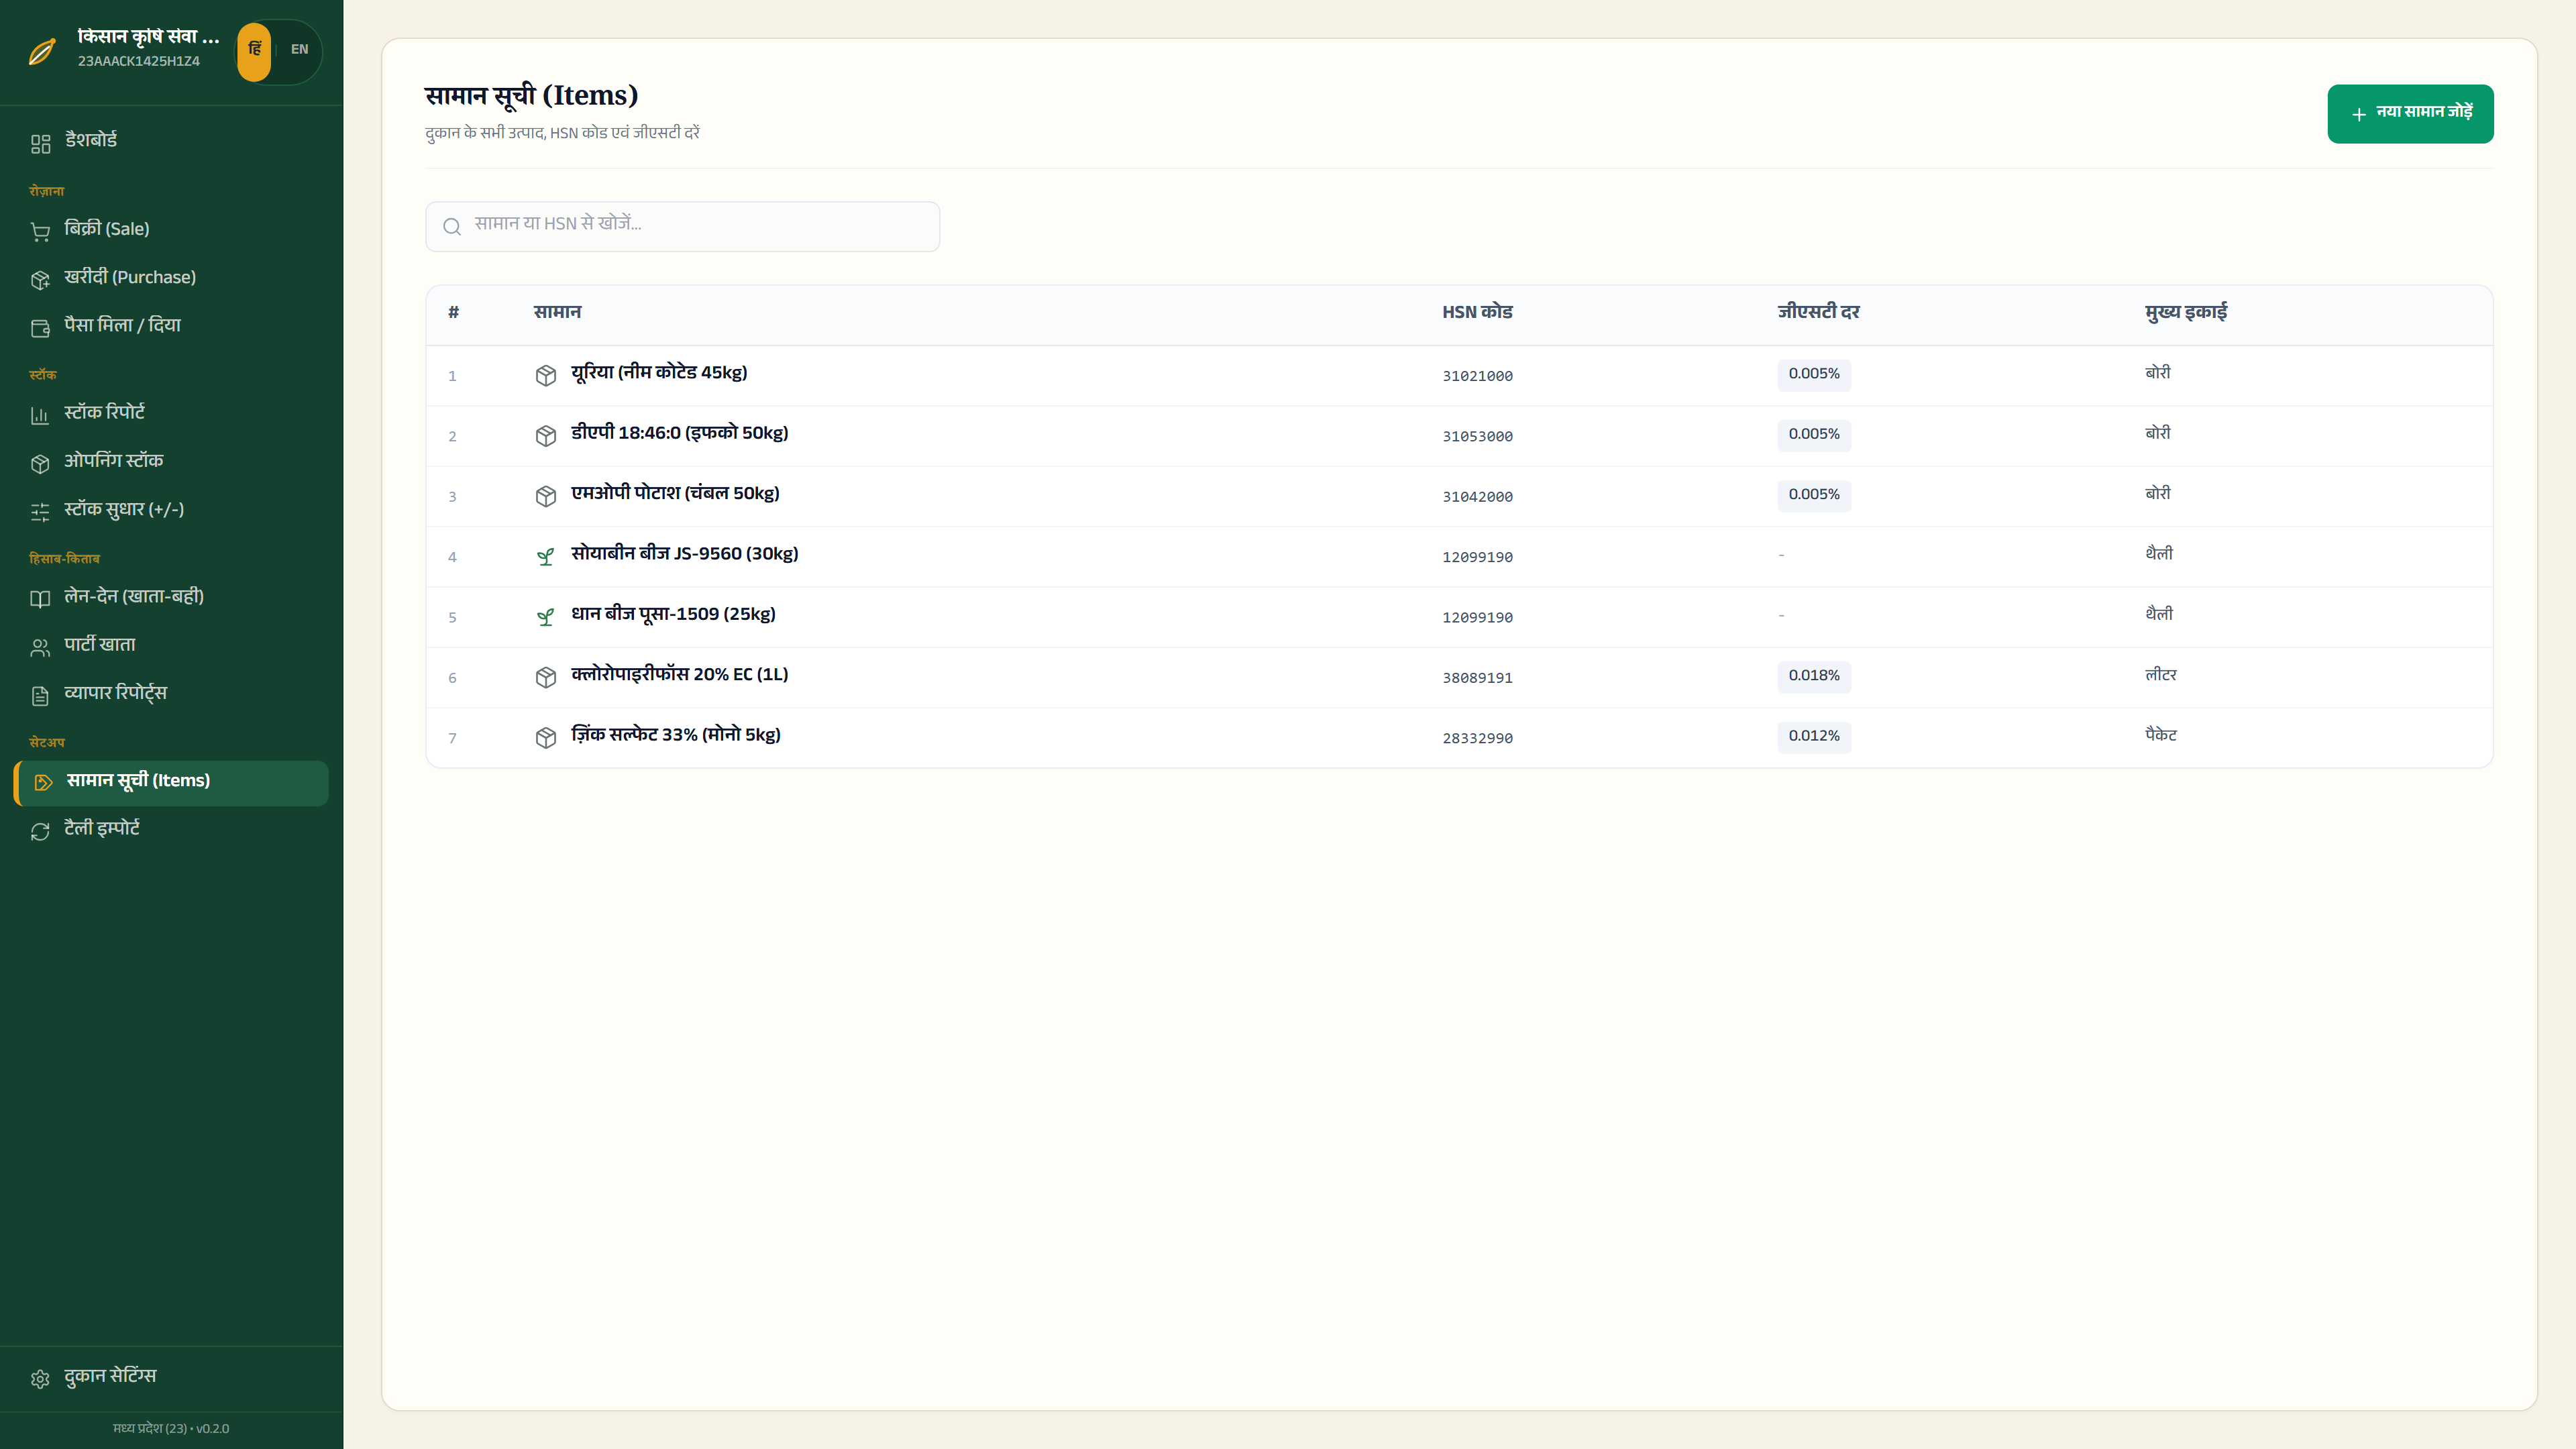 किसान कृषि सेवा ...
23AAACK1425H1Z4
हिं | EN
डैशबोर्ड
रोज़ाना
बिक्री (Sale)
खरीदी (Purchase)
पैसा मिला / दिया
स्टॉक
स्टॉक रिपोर्ट
ओपनिंग स्टॉक
स्टॉक सुधार (+/-)
हिसाब-किताब
लेन-देन (खाता-बही)
पार्टी खाता
व्यापार रिपोर्ट्स
सेटअप
सामान सूची (Items)
टैली इम्पोर्ट
दुकान सेटिंग्स
मध्य प्रदेश (23) • v0.2.0
सामान सूची (Items)
दुकान के सभी उत्पाद, HSN कोड एवं जीएसटी दरें
+ नया सामान जोड़ें
सामान या HSN से खोजें...
# सामान HSN कोड जीएसटी दर मुख्य इकाई
1 यूरिया (नीम कोटेड 45kg) 31021000 0.005% बोरी
2 डीएपी 18:46:0 (इफको 50kg) 31053000 0.005% बोरी
3 एमओपी पोटाश (चंबल 50kg) 31042000 0.005% बोरी
4 सोयाबीन बीज JS-9560 (30kg) 12099190 - थैली
5 धान बीज पूसा-1509 (25kg) 12099190 - थैली
6 क्लोरोपाइरीफॉस 20% EC (1L) 38089191 0.018% लीटर
7 ज़िंक सल्फेट 33% (मोनो 5kg) 28332990 0.012% पैकेट